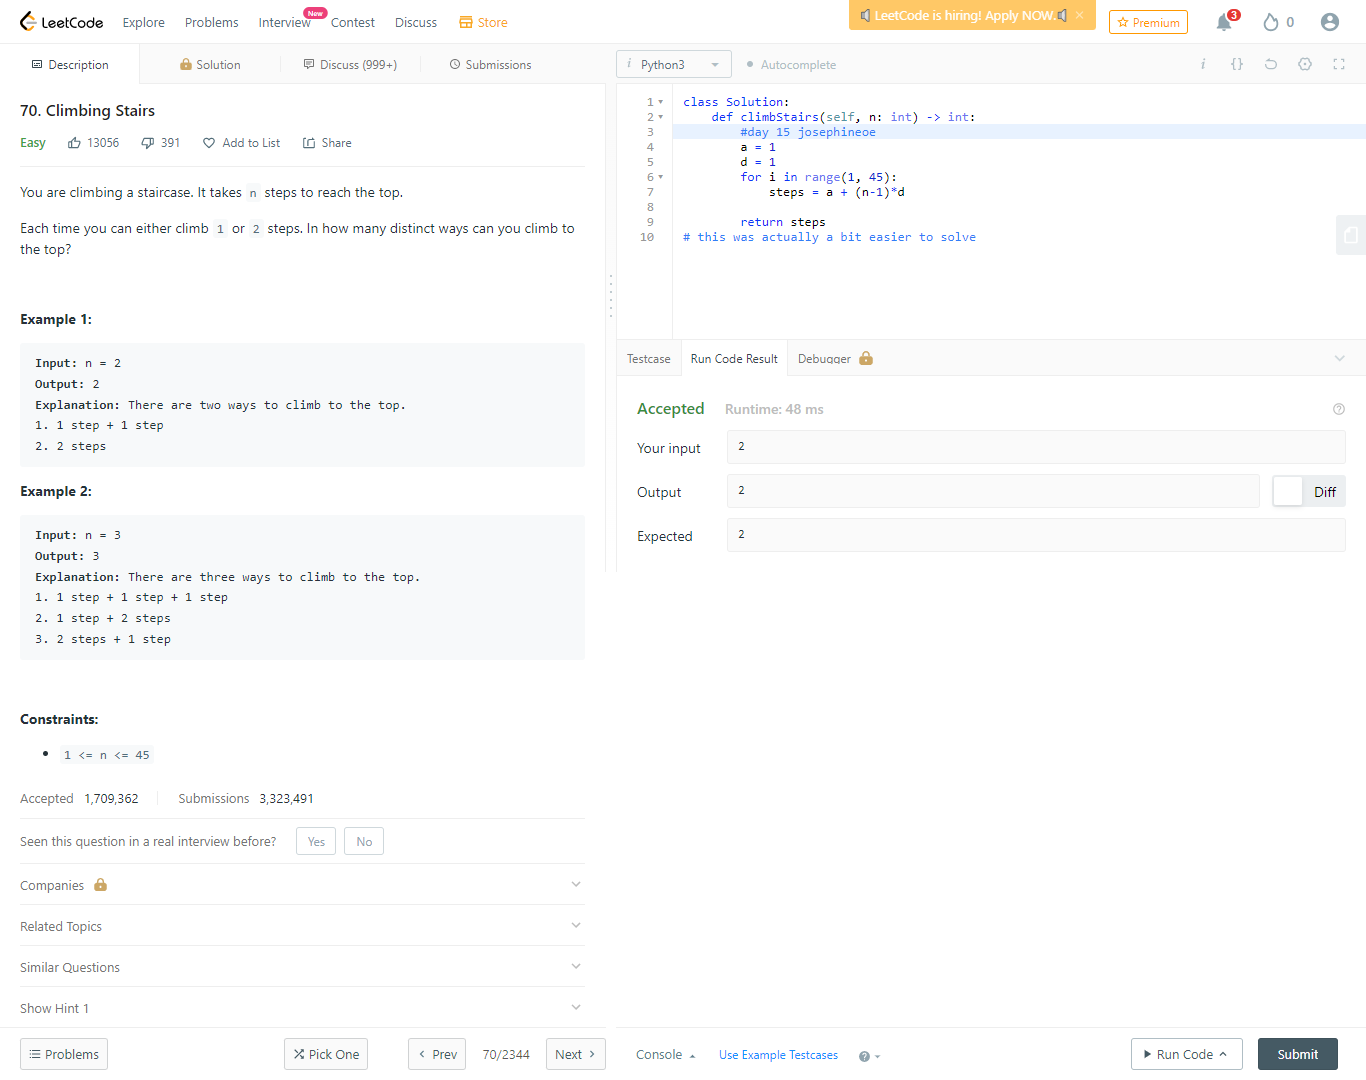 LeetCode Explore Problems Interview New Contest Discuss Store LeetCode is hiring! Apply NOW. × Premium 3 0
Description Solution Discuss (999+) Submissions
70. Climbing Stairs
Easy 13056 391 Add to List Share
You are climbing a staircase. It takes n steps to reach the top.
Each time you can either climb 1 or 2 steps. In how many distinct ways can you climb to
the top?
Example 1:
Input: n = 2
Output: 2
Explanation: There are two ways to climb to the top.
1. 1 step + 1 step
2. 2 steps
Example 2:
Input: n = 3
Output: 3
Explanation: There are three ways to climb to the top.
1. 1 step + 1 step + 1 step
2. 1 step + 2 steps
3. 2 steps + 1 step
Constraints:
• 1 <= n <= 45
Accepted 1,709,362 Submissions 3,323,491
Seen this question in a real interview before? Yes No
Companies
Related Topics
Similar Questions
Show Hint 1
Problems Pick One < Prev 70/2344 Next >
i Python3 • Autocomplete i {}
1 class Solution:
2 def climbStairs(self, n: int) -> int:
3 #day 15 josephineoe
4 a = 1
5 d = 1
6 for i in range(1, 45):
7 steps = a + (n-1)*d
8
9 return steps
10 # this was actually a bit easier to solve
Testcase Run Code Result Debugger
Accepted Runtime: 48 ms ?
Your input 2
Output 2 Diff
Expected 2
Console Use Example Testcases ? Run Code Submit